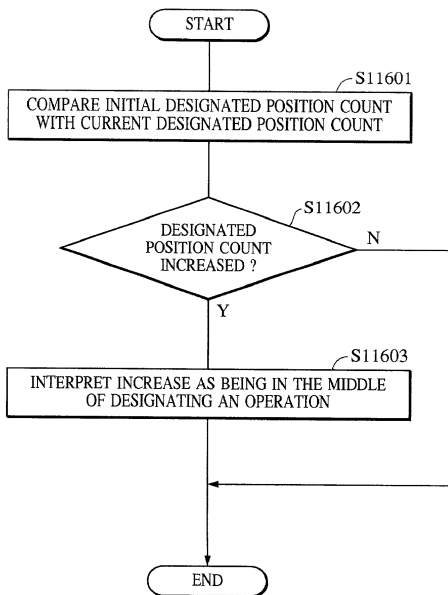 START
S11601
COMPARE INITIAL DESIGNATED POSITION COUNT
WITH CURRENT DESIGNATED POSITION COUNT
S11602
DESIGNATED
POSITION COUNT
INCREASED ?
N
Y
S11603
INTERPRET INCREASE AS BEING IN THE MIDDLE
OF DESIGNATING AN OPERATION
END